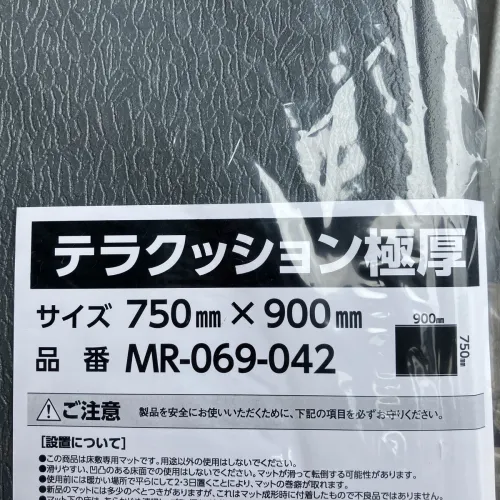 テラクッション極厚
サイズ 750mm×900mm
品番 MR-069-042
900mm
750mm
ご注意 製品を安全にお使いいただくために、下記の項目を必ずお守りください。
[設置について]
●この商品は床敷専用マットです。用途以外の使用はしないでください。
●滑りやすい、凹凸のある床面での使用はしないでください。マットが滑って転倒する可能性があります。
●使用前には暖かい場所で平らにして2・3日置くことにより、マットの巻癖が取れます。
●新品のマットには多少のべとつきがありますが、これはマット成形時に付着したもので不良品ではありません。